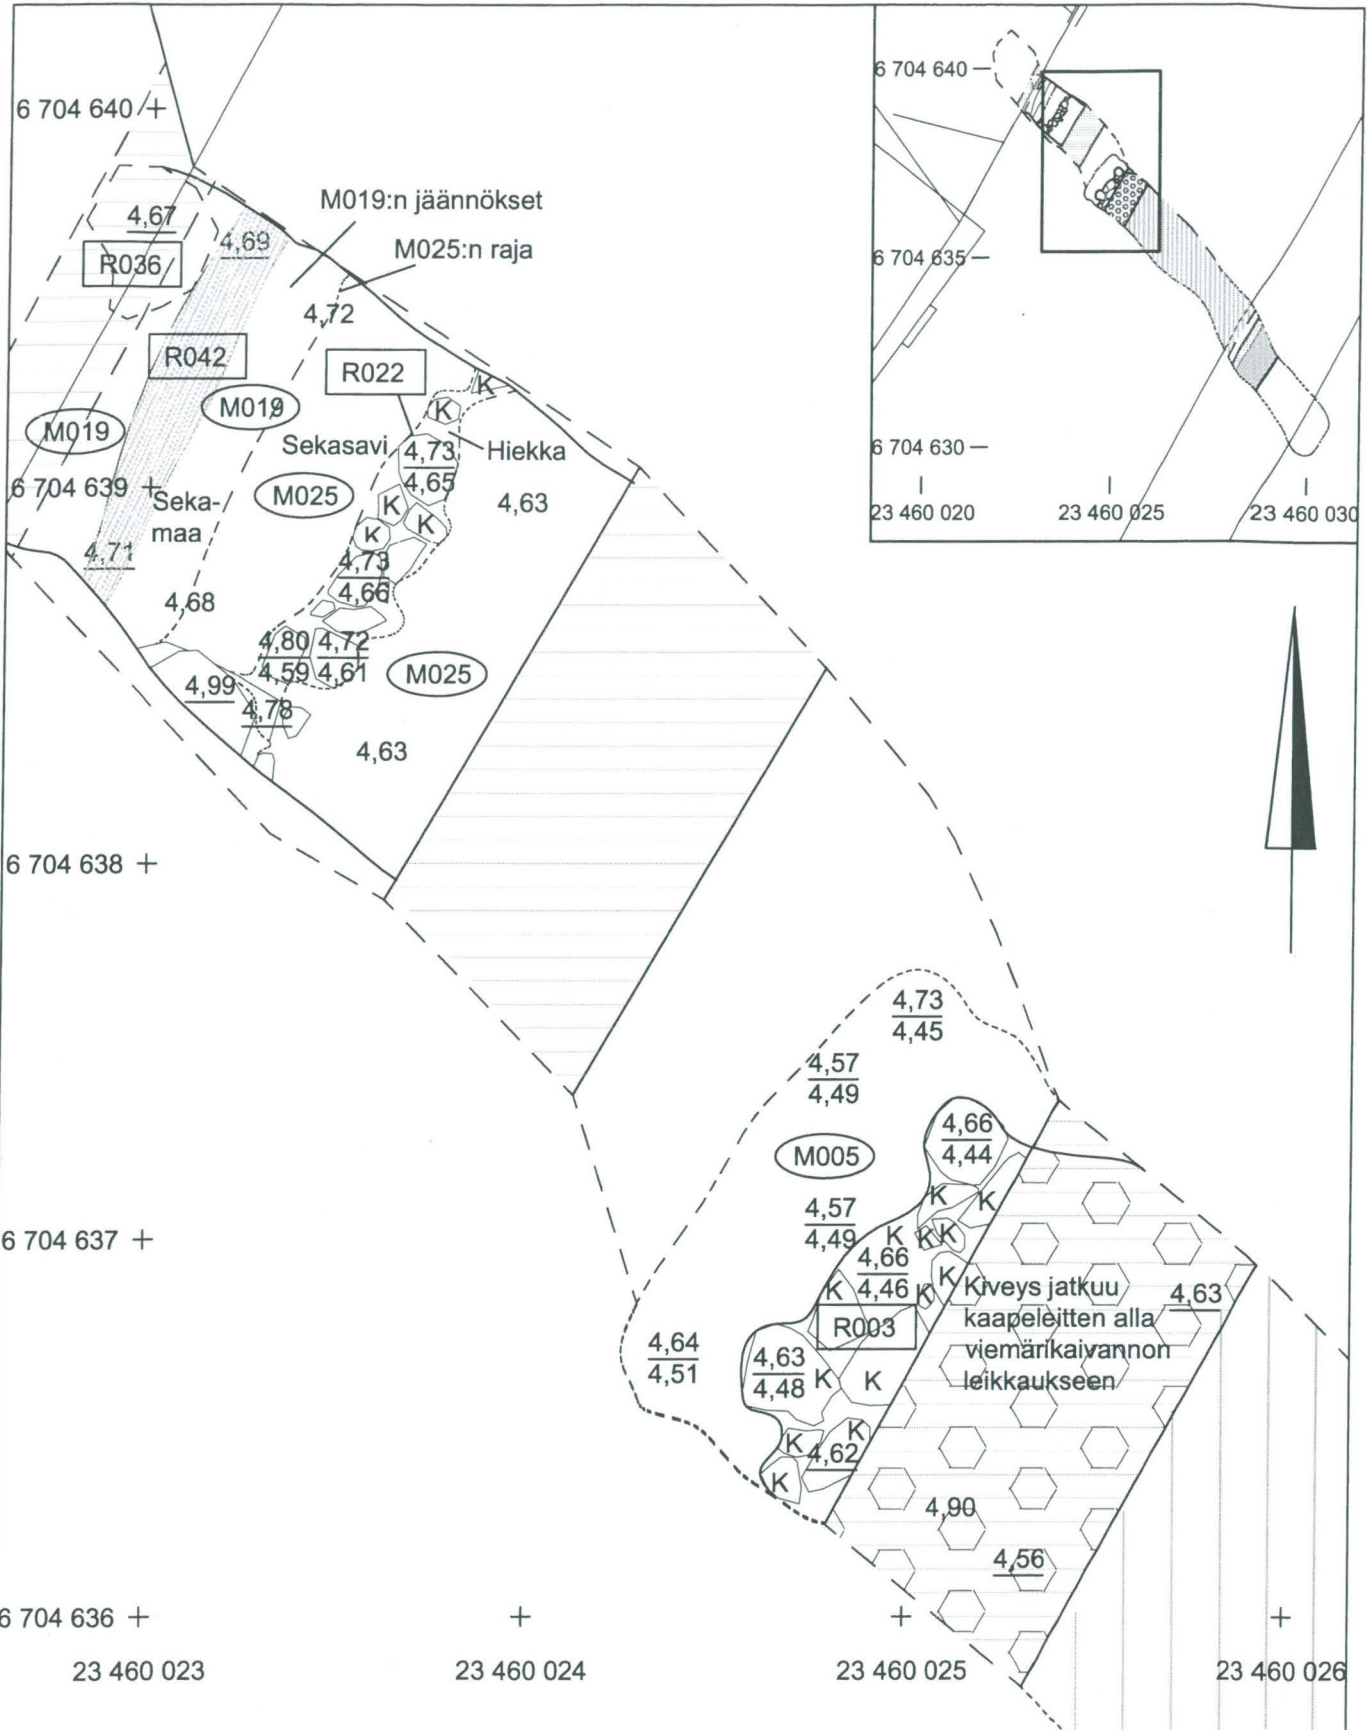 6 704 640
M019:n jäännökset
M025:n raja
4,67
4,69
R036
4,72
R042
R022
K
K
M019
M019
Sekasavi
Hiekka
4,73
4,65
6 704 639
Seka-
maa
M025
K
K
K
4,63
4,71
4,73
4,66
4,68
4,80
4,59
4,72
4,61
M025
4,99
4,78
4,63
6 704 638
4,73
4,45
4,57
4,49
4,66
4,44
M005
K
K
4,57
4,49
K
K
K
6 704 637
4,66
4,46
K
K
K
R003
Kiveys jatkuu
kaapeleitten alla
viemärikaivannon
leikkaukseen
4,63
4,64
4,51
4,63
4,48
K
K
K
K
4,62
K
4,90
4,56
6 704 636
23 460 023
23 460 024
23 460 025
23 460 026
6 704 640
6 704 635
6 704 630
23 460 020
23 460 025
23 460 030